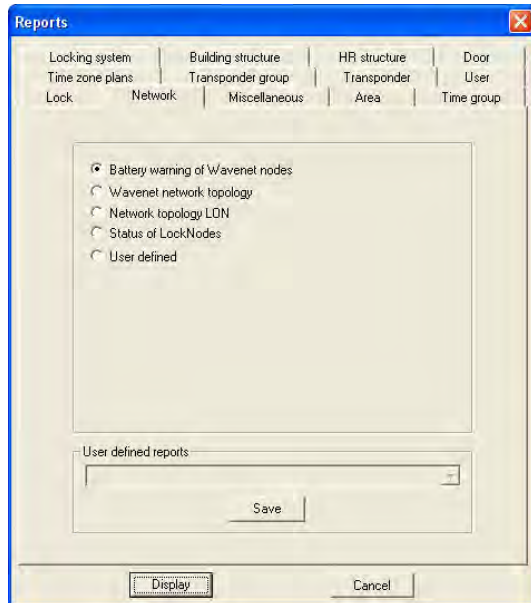 Reports
Locking system Building structure HR structure Door
Time zone plans Transponder group Transponder User
Lock Network Miscellaneous Area Time group
Battery warning of Wavenet nodes
Wavenet network topology
Network topology LON
Status of LockNodes
User defined
User defined reports
Save
Display Cancel